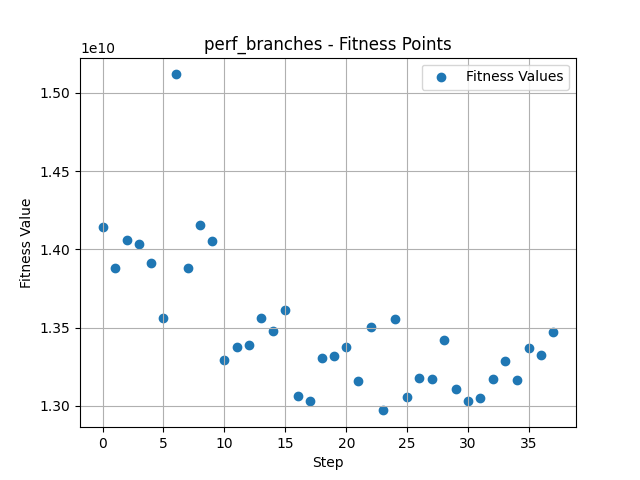 perf_branches - Fitness Points
1e10
Fitness Values
1.50
1.45
1.40
1.35
1.30
Fitness Value
0 5 10 15 20 25 30 35
Step